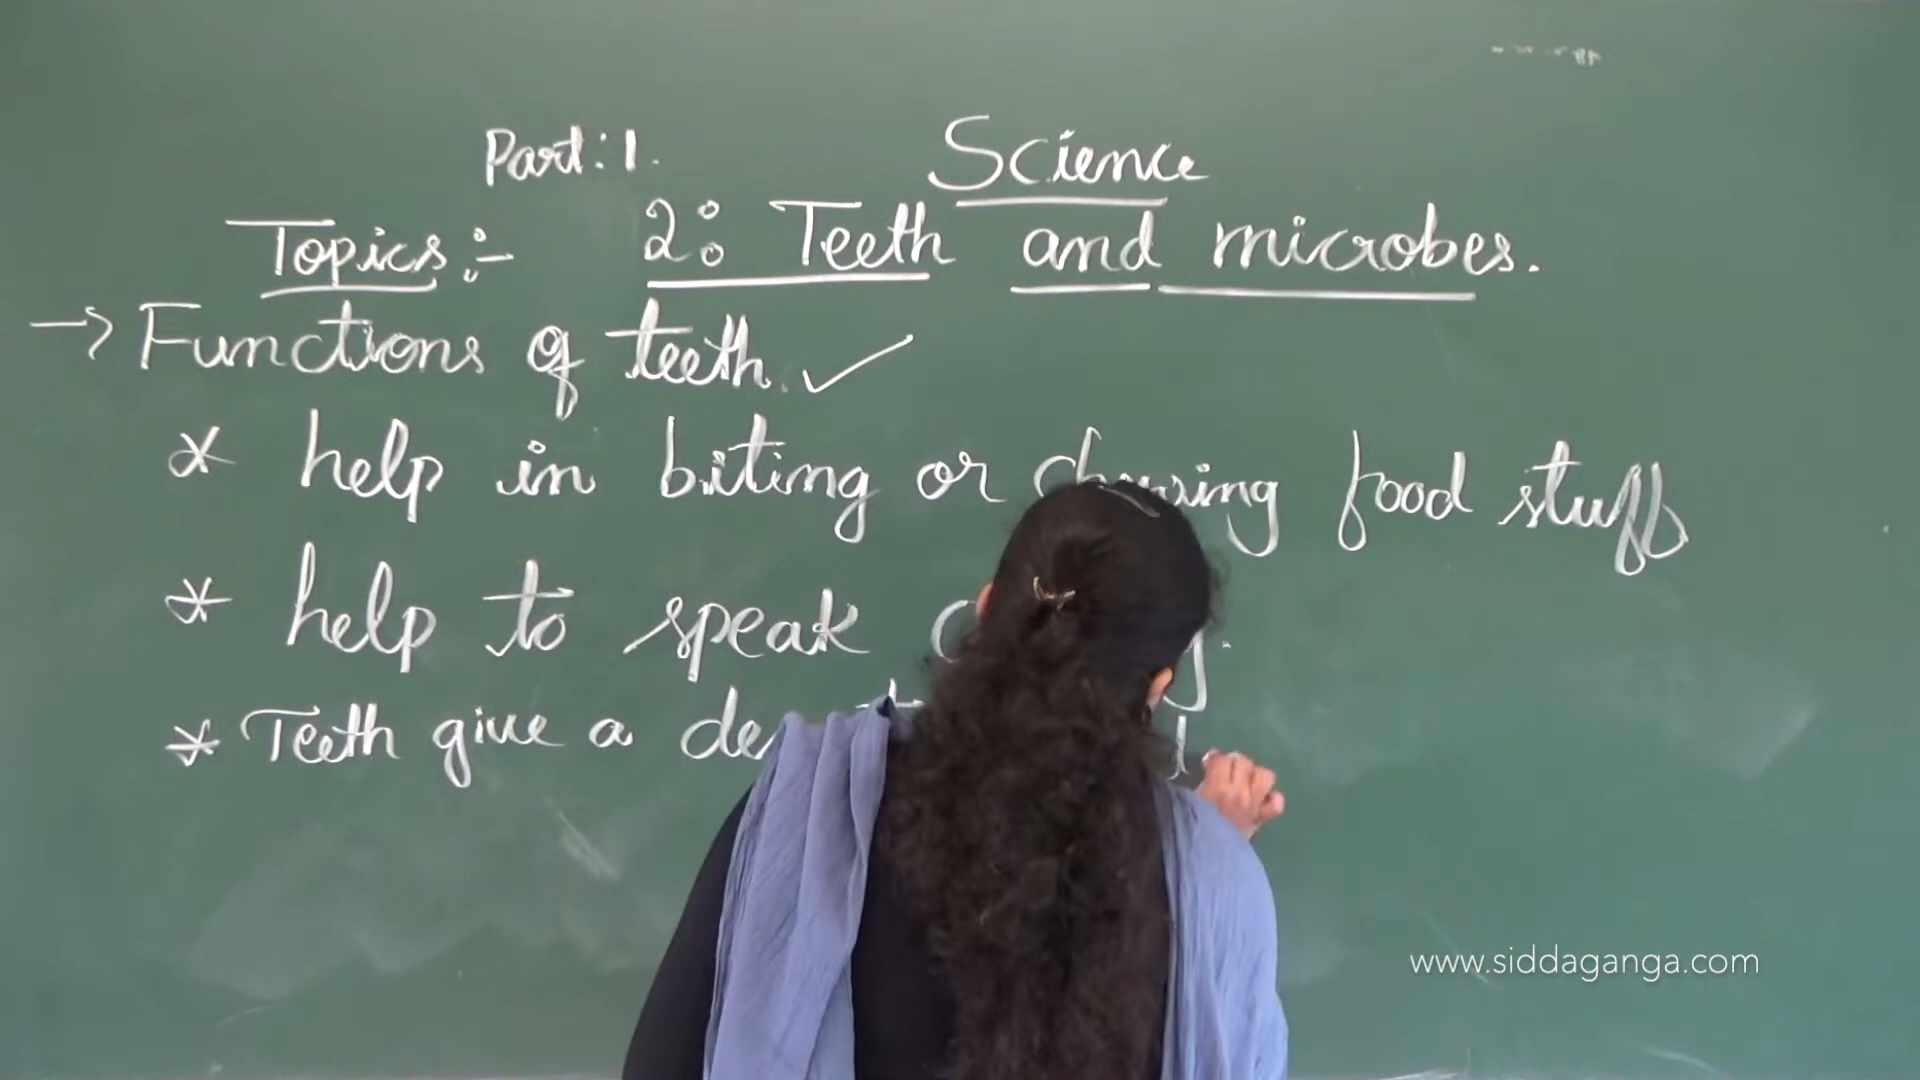 Part: 1.
Science
Topics :-
2: Teeth and microbes.
→ Functions of teeth. ✓
* help in biting or chewing food stuff
* help to speak
* Teeth give a
www.siddaganga.com